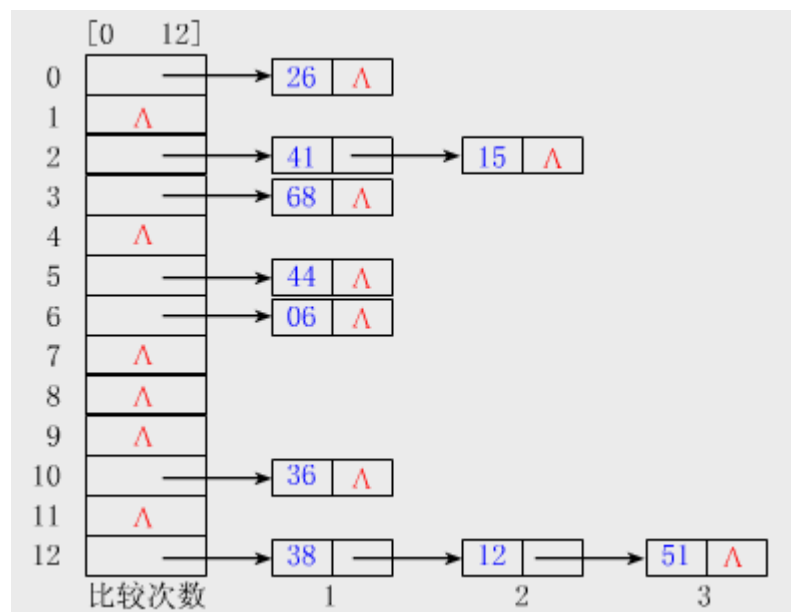 [0 12]
0 26 Λ
1 Λ
2 41 15 Λ
3 68 Λ
4 Λ
5 44 Λ
6 06 Λ
7 Λ
8 Λ
9 Λ
10 36 Λ
11 Λ
12 38 12 51 Λ
比较次数 1 2 3